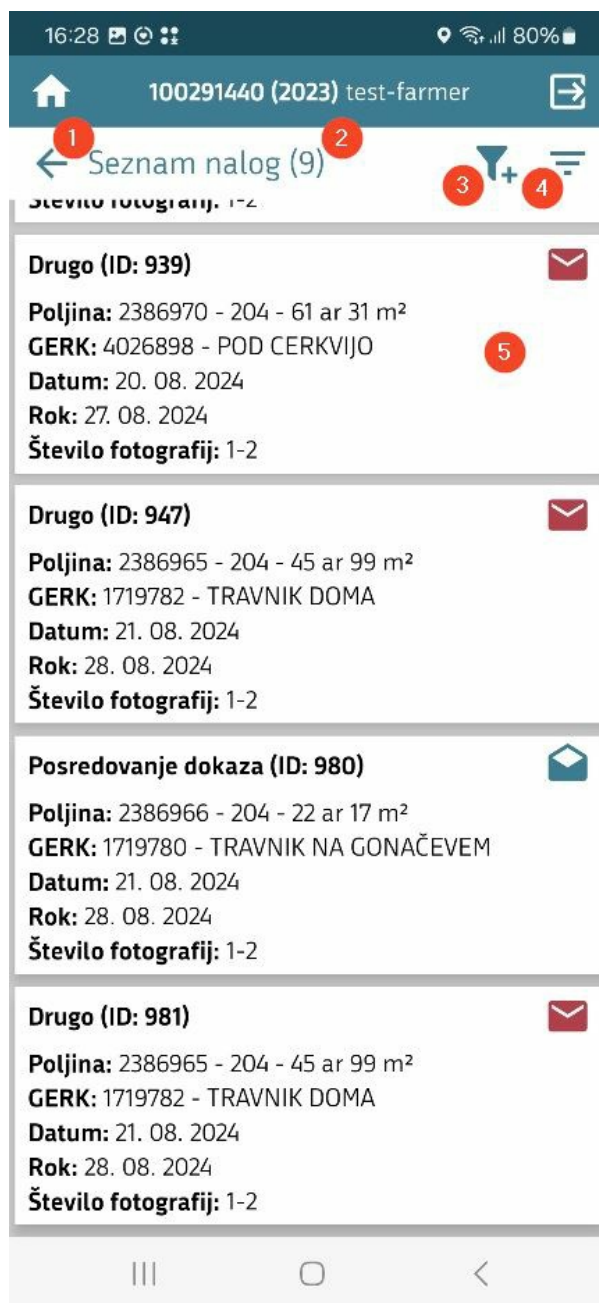 16:28 80%
100291440 (2023) test-farmer
1 2
Seznam nalog (9)
3 4
Število fotografij: 1-2
Drugo (ID: 939)
Poljina: 2386970 - 204 - 61 ar 31 m²
GERK: 4026898 - POD CERKVIJO
5
Datum: 20. 08. 2024
Rok: 27. 08. 2024
Število fotografij: 1-2
Drugo (ID: 947)
Poljina: 2386965 - 204 - 45 ar 99 m²
GERK: 1719782 - TRAVNIK DOMA
Datum: 21. 08. 2024
Rok: 28. 08. 2024
Število fotografij: 1-2
Posredovanje dokaza (ID: 980)
Poljina: 2386966 - 204 - 22 ar 17 m²
GERK: 1719780 - TRAVNIK NA GONAČEVEM
Datum: 21. 08. 2024
Rok: 28. 08. 2024
Število fotografij: 1-2
Drugo (ID: 981)
Poljina: 2386965 - 204 - 45 ar 99 m²
GERK: 1719782 - TRAVNIK DOMA
Datum: 21. 08. 2024
Rok: 28. 08. 2024
Število fotografij: 1-2